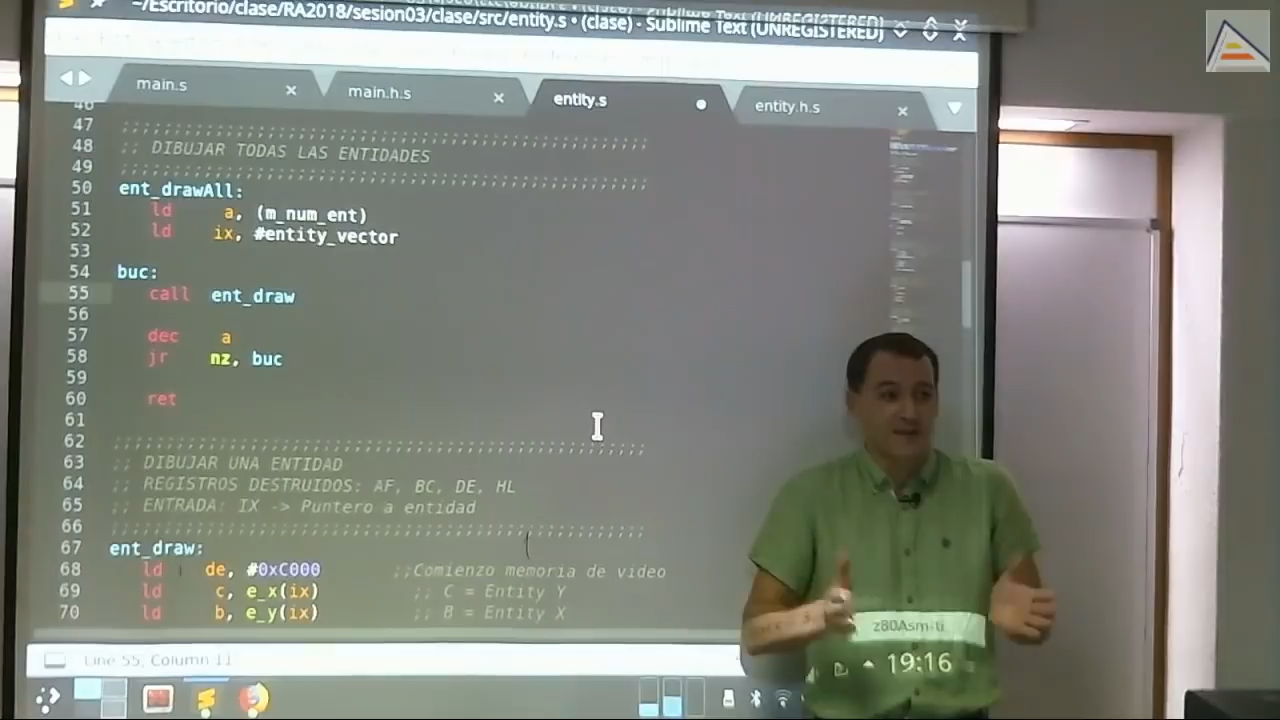 ~/Escritorio/clase/RA2018/sesion03/clase/src/entity.s • (clase) - Sublime Text (UNREGISTERED)
main.s main.h.s entity.s entity.h.s
46
47 ;;;;;;;;;;;;;;;;;;;;;;;;;;;;;;;;;;;;;;;;;;;;;;;;;;
48 ;; DIBUJAR TODAS LAS ENTIDADES
49 ;;;;;;;;;;;;;;;;;;;;;;;;;;;;;;;;;;;;;;;;;;;;;;;;;;
50 ent_drawAll:
51 ld a, (m_num_ent)
52 ld ix, #entity_vector
53
54 buc:
55 call ent_draw
56
57 dec a
58 jr nz, buc
59
60 ret
61
62 ;;;;;;;;;;;;;;;;;;;;;;;;;;;;;;;;;;;;;;;;;;;;;;;;;;
63 ;; DIBUJAR UNA ENTIDAD
64 ;; REGISTROS DESTRUIDOS: AF, BC, DE, HL
65 ;; ENTRADA: IX -> Puntero a entidad
66 ;;;;;;;;;;;;;;;;;;;;;;;;;;;;;;;;;;;;;;;;;;;;;;;;;;
67 ent_draw:
68 ld de, #0xC000 ;;Comienzo memoria de video
69 ld c, e_x(ix) ;; C = Entity Y
70 ld b, e_y(ix) ;; B = Entity X
Line 55, Column 11
19:16